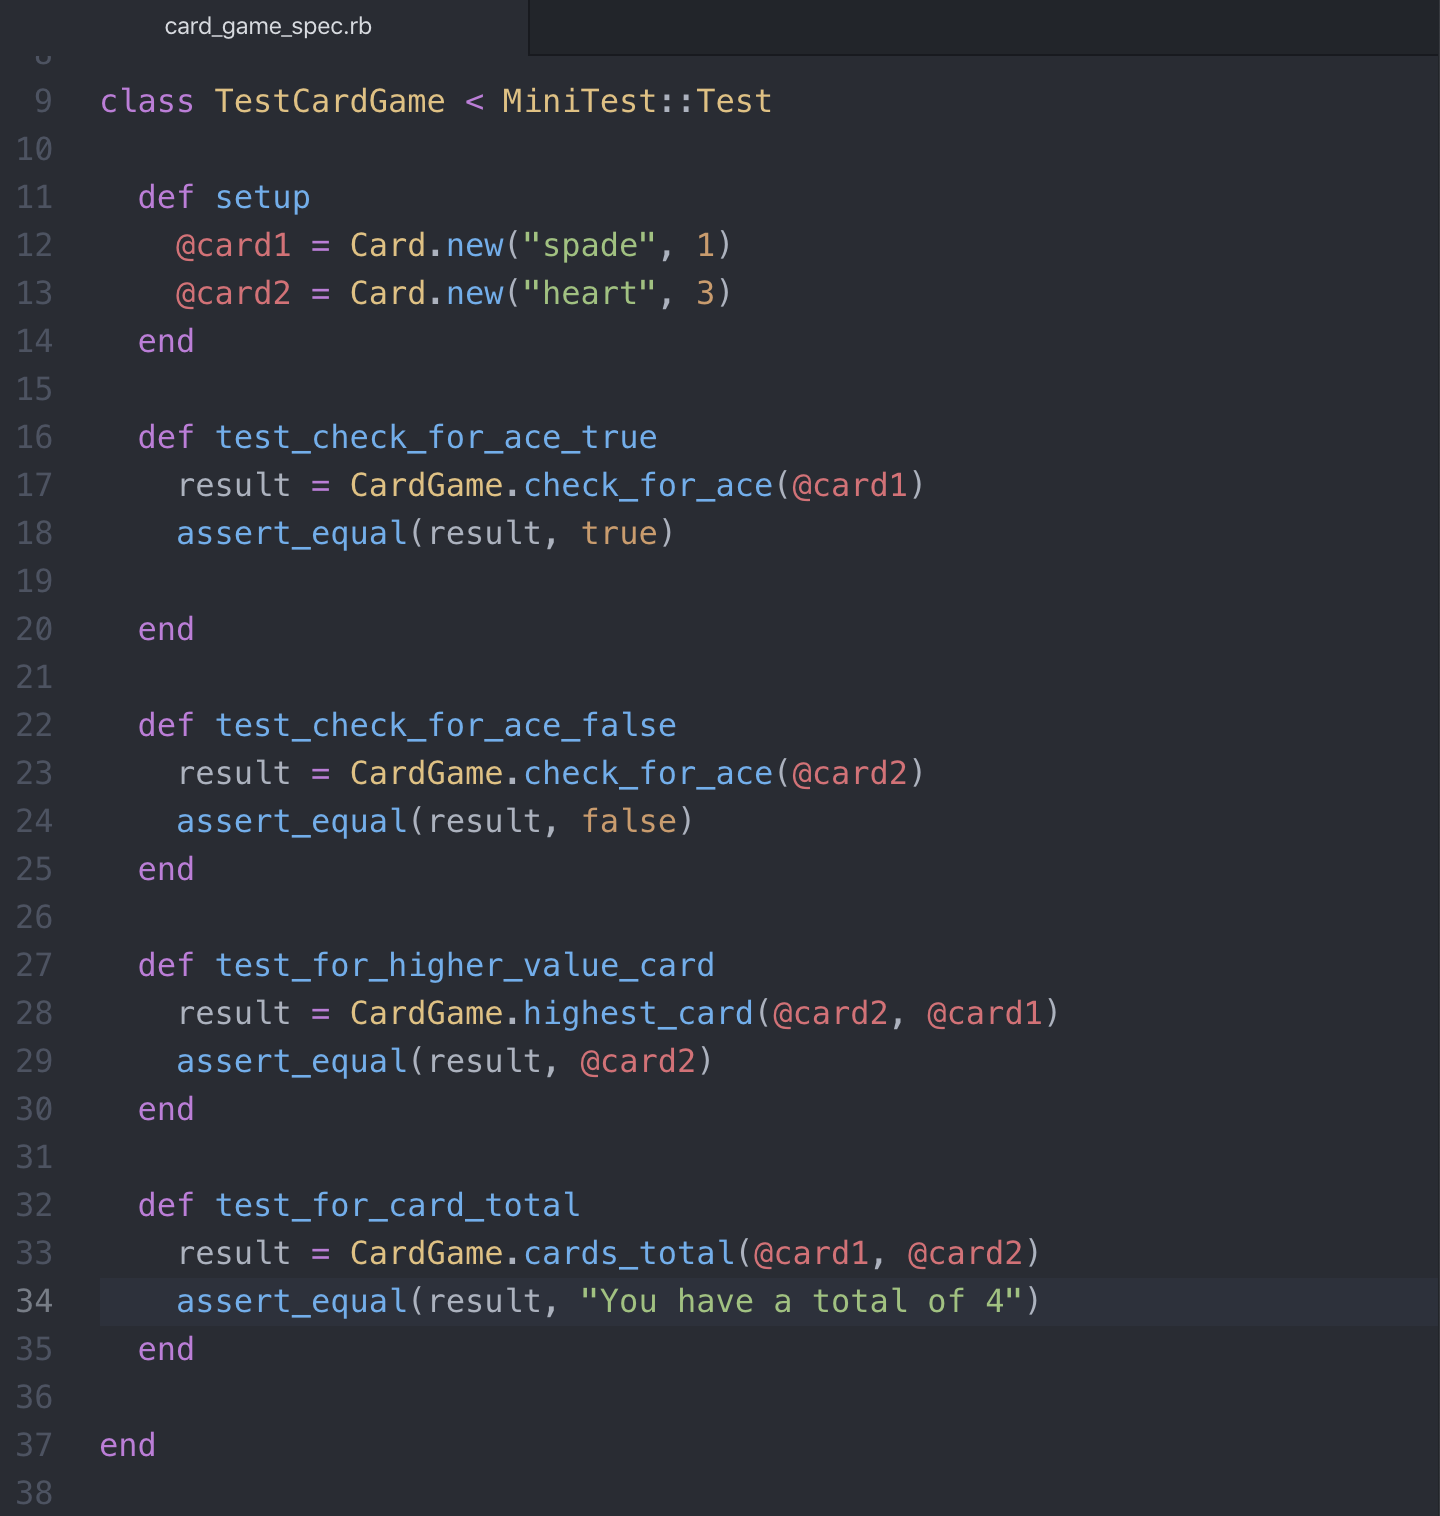 card_game_spec.rb
8
9 class TestCardGame < MiniTest::Test
10
11 def setup
12 @card1 = Card.new("spade", 1)
13 @card2 = Card.new("heart", 3)
14 end
15
16 def test_check_for_ace_true
17 result = CardGame.check_for_ace(@card1)
18 assert_equal(result, true)
19
20 end
21
22 def test_check_for_ace_false
23 result = CardGame.check_for_ace(@card2)
24 assert_equal(result, false)
25 end
26
27 def test_for_higher_value_card
28 result = CardGame.highest_card(@card2, @card1)
29 assert_equal(result, @card2)
30 end
31
32 def test_for_card_total
33 result = CardGame.cards_total(@card1, @card2)
34 assert_equal(result, "You have a total of 4")
35 end
36
37 end
38